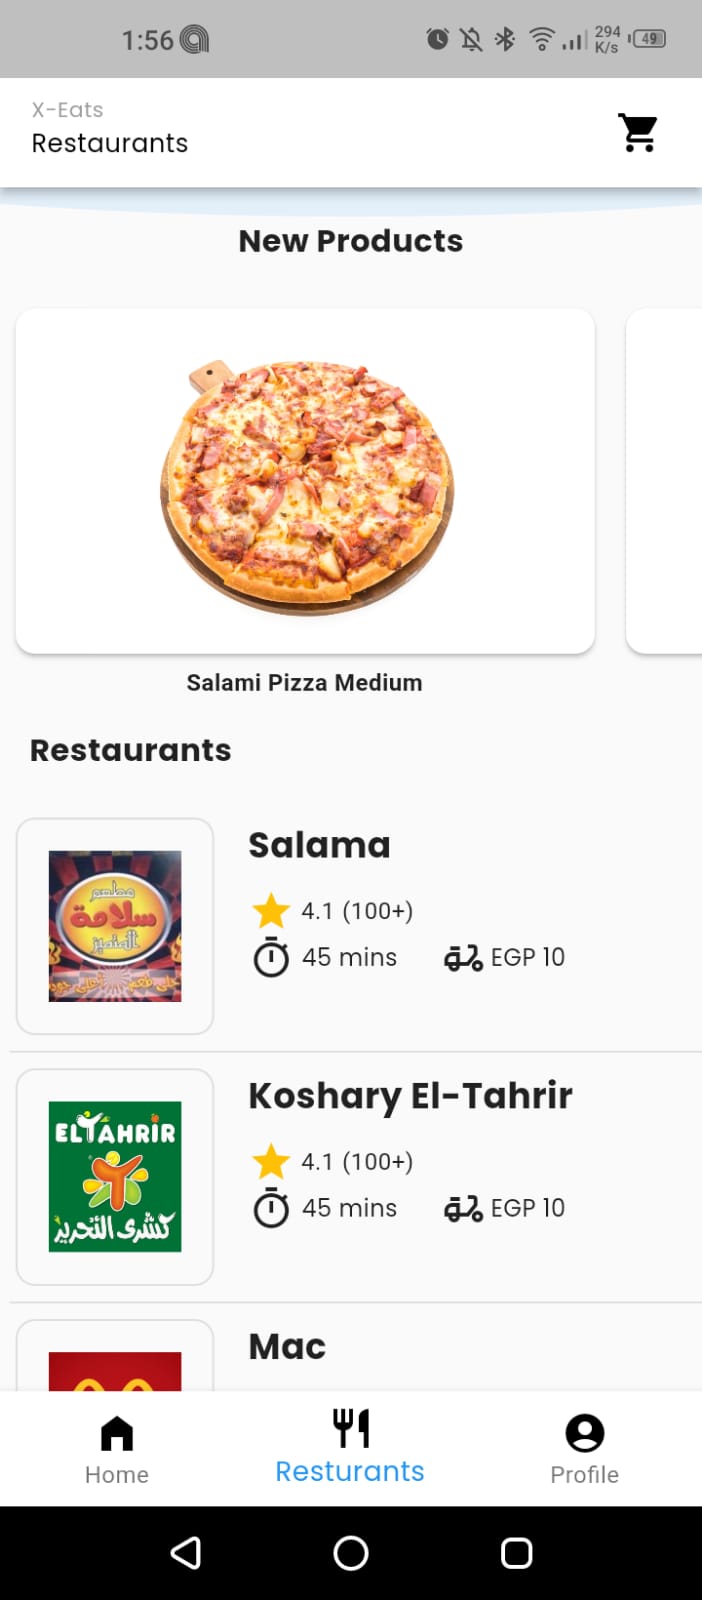 1:56
294
K/s
49
X-Eats
Restaurants
New Products
Salami Pizza Medium
Restaurants
مطعم
سلامة
المتميز
Salama
4.1 (100+)
45 mins
EGP 10
ELTAHRIR
كشرى التحرير
Koshary El-Tahrir
4.1 (100+)
45 mins
EGP 10
Mac
Home
Resturants
Profile